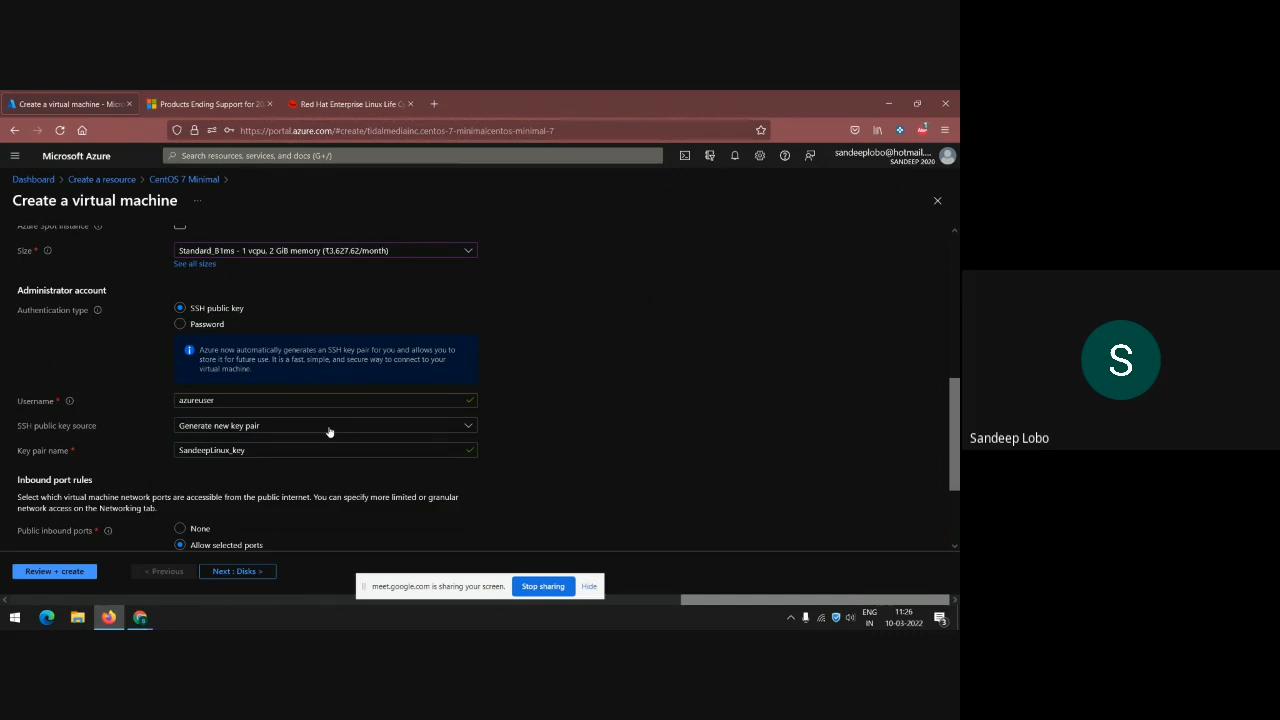 Create a virtual machine - Micro
Products Ending Support for 20
Red Hat Enterprise Linux Life C
https://portal.azure.com/#create/tidalmediainc.centos-7-minimalcentos-minimal-7
Microsoft Azure
Search resources, services, and docs (G+/)
sandeeplobo@hotmail....
SANDEEP 2020
Dashboard > Create a resource > CentOS 7 Minimal >
Create a virtual machine ...
Azure Spot instance
Size *
Standard_B1ms - 1 vcpu, 2 GiB memory (₹3,627.62/month)
See all sizes
Administrator account
Authentication type
SSH public key
Password
Azure now automatically generates an SSH key pair for you and allows you to
store it for future use. It is a fast, simple, and secure way to connect to your
virtual machine.
Username *
azureuser
SSH public key source
Generate new key pair
Key pair name *
SandeepLinux_key
Inbound port rules
Select which virtual machine network ports are accessible from the public internet. You can specify more limited or granular
network access on the Networking tab.
Public inbound ports *
None
Allow selected ports
Review + create
< Previous
Next : Disks >
meet.google.com is sharing your screen.
Stop sharing
Hide
ENG
IN
11:26
10-03-2022
3
S
Sandeep Lobo